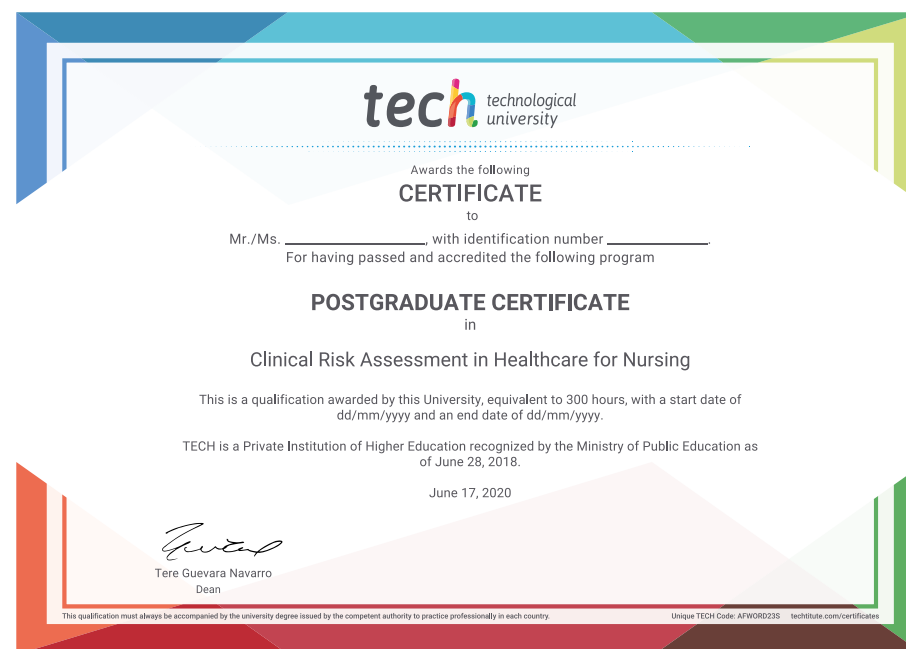 tech technological
university
Awards the following
CERTIFICATE
to
Mr./Ms. ____________________, with identification number ______________.
For having passed and accredited the following program
POSTGRADUATE CERTIFICATE
in
Clinical Risk Assessment in Healthcare for Nursing
This is a qualification awarded by this University, equivalent to 300 hours, with a start date of
dd/mm/yyyy and an end date of dd/mm/yyyy.
TECH is a Private Institution of Higher Education recognized by the Ministry of Public Education as
of June 28, 2018.
June 17, 2020
Tere Guevara Navarro
Dean
This qualification must always be accompanied by the university degree issued by the competent authority to practice professionally in each country. Unique TECH Code: AFWORD23S techtitute.com/certificates